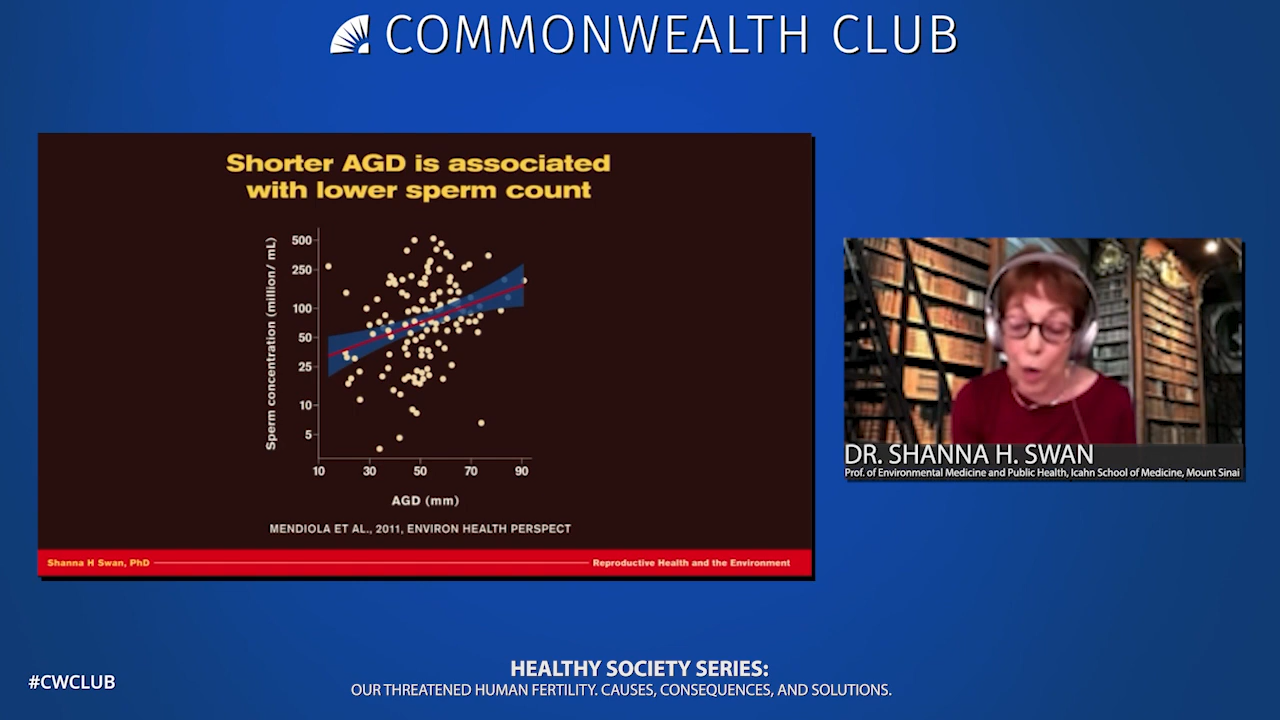 COMMONWEALTH CLUB
Shorter AGD is associated
with lower sperm count
Sperm concentration (million/ mL)
500
250
100
50
25
10
5
10 30 50 70 90
AGD (mm)
MENDIOLA ET AL., 2011, ENVIRON HEALTH PERSPECT
Shanna H Swan, PhD
Reproductive Health and the Environment
DR. SHANNA H. SWAN
Prof. of Environmental Medicine and Public Health, Icahn School of Medicine, Mount Sinai
HEALTHY SOCIETY SERIES:
OUR THREATENED HUMAN FERTILITY. CAUSES, CONSEQUENCES, AND SOLUTIONS.
#CWCLUB